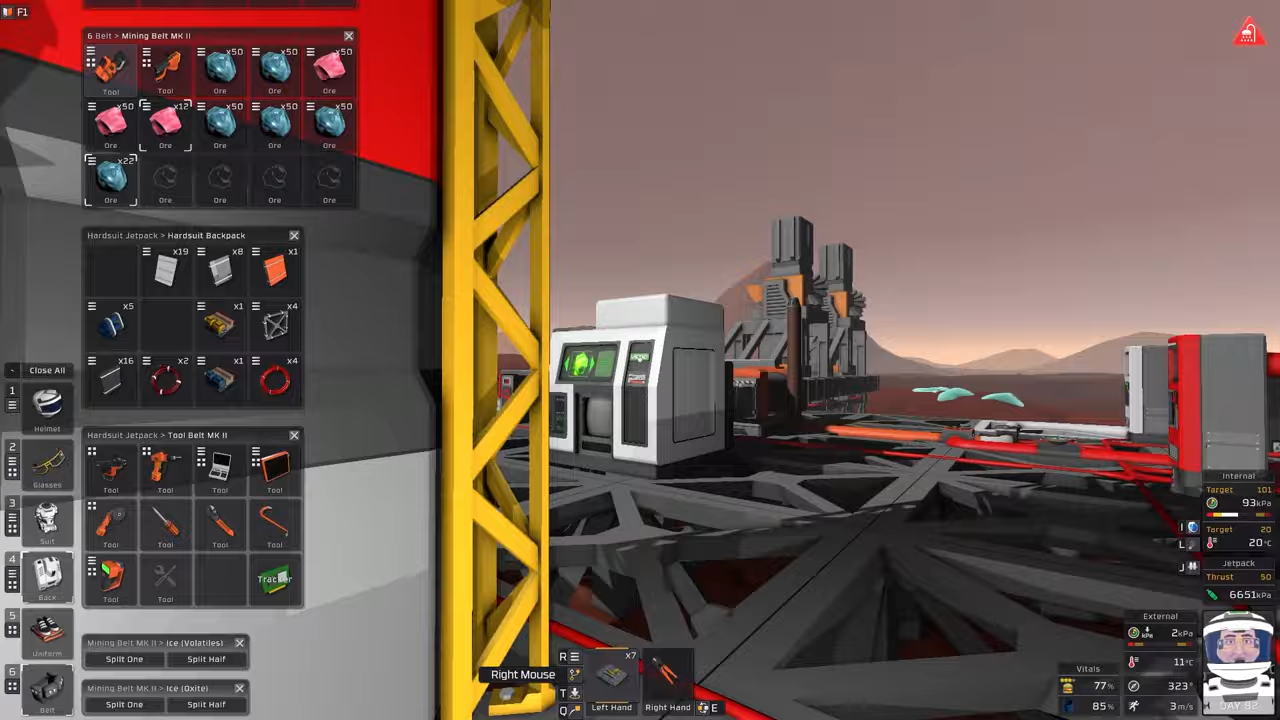 F1
6 Belt > Mining Belt MK II
x50 x50 x50
Tool Tool Ore Ore Ore
x50 x12 x50 x50 x50
Ore Ore Ore Ore Ore
x22
Ore Ore Ore Ore Ore
Hardsuit Jetpack > Hardsuit Backpack
x19 x8 x1
x5 x1 x4
x16 x2 x1 x4
- Close All
1
Helmet
Hardsuit Jetpack > Tool Belt MK II
2
Glasses
Tool Tool Tool Tool
3
Suit
Tool Tool Tool Tool
4
Back
Tracker
Tool Tool
5
Uniform
6
Belt
Mining Belt MK II > Ice (Volatiles)
Split One Split Half
Mining Belt MK II > Ice (Oxite)
Split One Split Half
Right Mouse
R
T
Q
x7
Left Hand
Right Hand
E
Internal
Target 101
93kPa
Target 20
20°C
I
L
J
Jetpack
Thrust 50
6651kPa
External
kPa
2kPa
11°C
323°
3m/s
Vitals
77%
85%
DAY 82